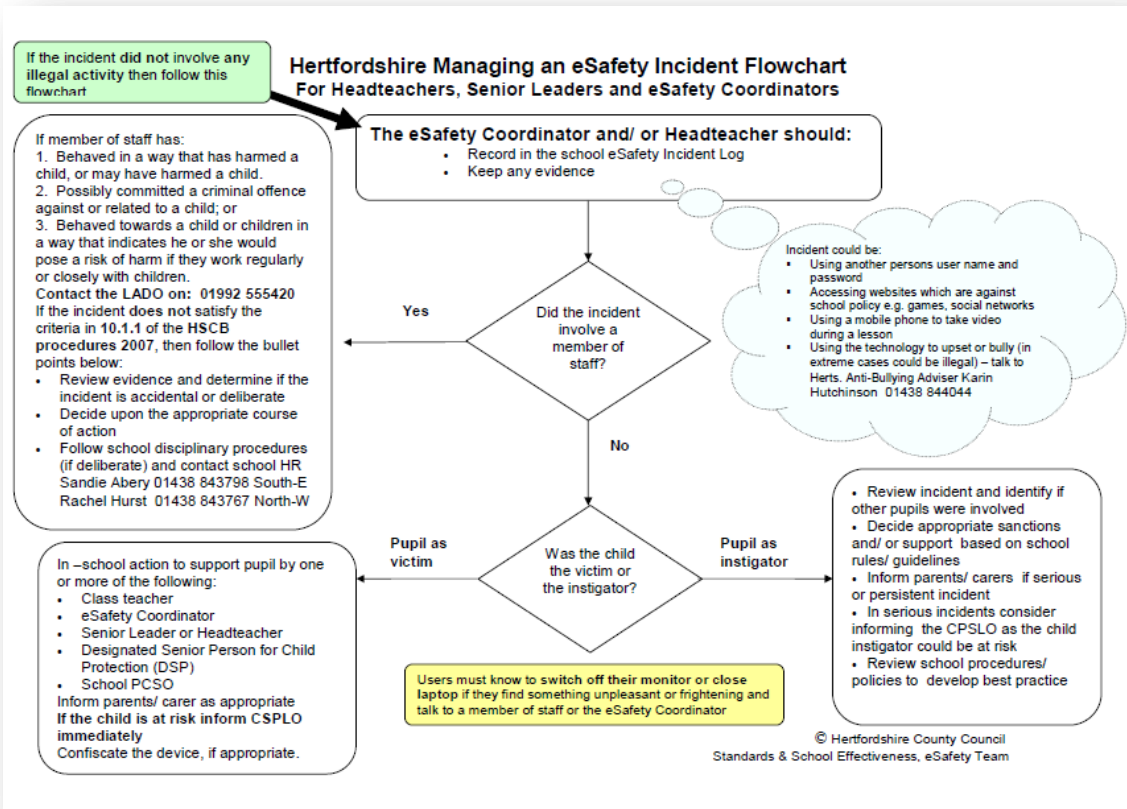 If the incident did not involve any
illegal activity then follow this
flowchart
Hertfordshire Managing an eSafety Incident Flowchart
For Headteachers, Senior Leaders and eSafety Coordinators
The eSafety Coordinator and/ or Headteacher should:
• Record in the school eSafety Incident Log
• Keep any evidence
If member of staff has:
1. Behaved in a way that has harmed a
child, or may have harmed a child.
2. Possibly committed a criminal offence
against or related to a child; or
3. Behaved towards a child or children in
a way that indicates he or she would
pose a risk of harm if they work regularly
or closely with children.
Contact the LADO on: 01992 555420
If the incident does not satisfy the
criteria in 10.1.1 of the HSCB
procedures 2007, then follow the bullet
points below:
• Review evidence and determine if the
incident is accidental or deliberate
• Decide upon the appropriate course
of action
• Follow school disciplinary procedures
(if deliberate) and contact school HR
Sandie Abery 01438 843798 South-E
Rachel Hurst 01438 843767 North-W
Yes
Did the incident
involve a
member of
staff?
Incident could be:
▪ Using another persons user name and
password
▪ Accessing websites which are against
school policy e.g. games, social networks
▪ Using a mobile phone to take video
during a lesson
▪ Using the technology to upset or bully (in
extreme cases could be illegal) – talk to
Herts. Anti-Bullying Adviser Karin
Hutchinson 01438 844044
No
In –school action to support pupil by one
or more of the following:
• Class teacher
• eSafety Coordinator
• Senior Leader or Headteacher
• Designated Senior Person for Child
Protection (DSP)
• School PCSO
Inform parents/ carer as appropriate
If the child is at risk inform CSPLO
immediately
Confiscate the device, if appropriate.
Pupil as
victim
Was the child
the victim or
the instigator?
Pupil as
instigator
• Review incident and identify if
other pupils were involved
• Decide appropriate sanctions
and/ or support based on school
rules/ guidelines
• Inform parents/ carers if serious
or persistent incident
• In serious incidents consider
informing the CPSLO as the child
instigator could be at risk
• Review school procedures/
policies to develop best practice
Users must know to switch off their monitor or close
laptop if they find something unpleasant or frightening and
talk to a member of staff or the eSafety Coordinator
© Hertfordshire County Council
Standards & School Effectiveness, eSafety Team